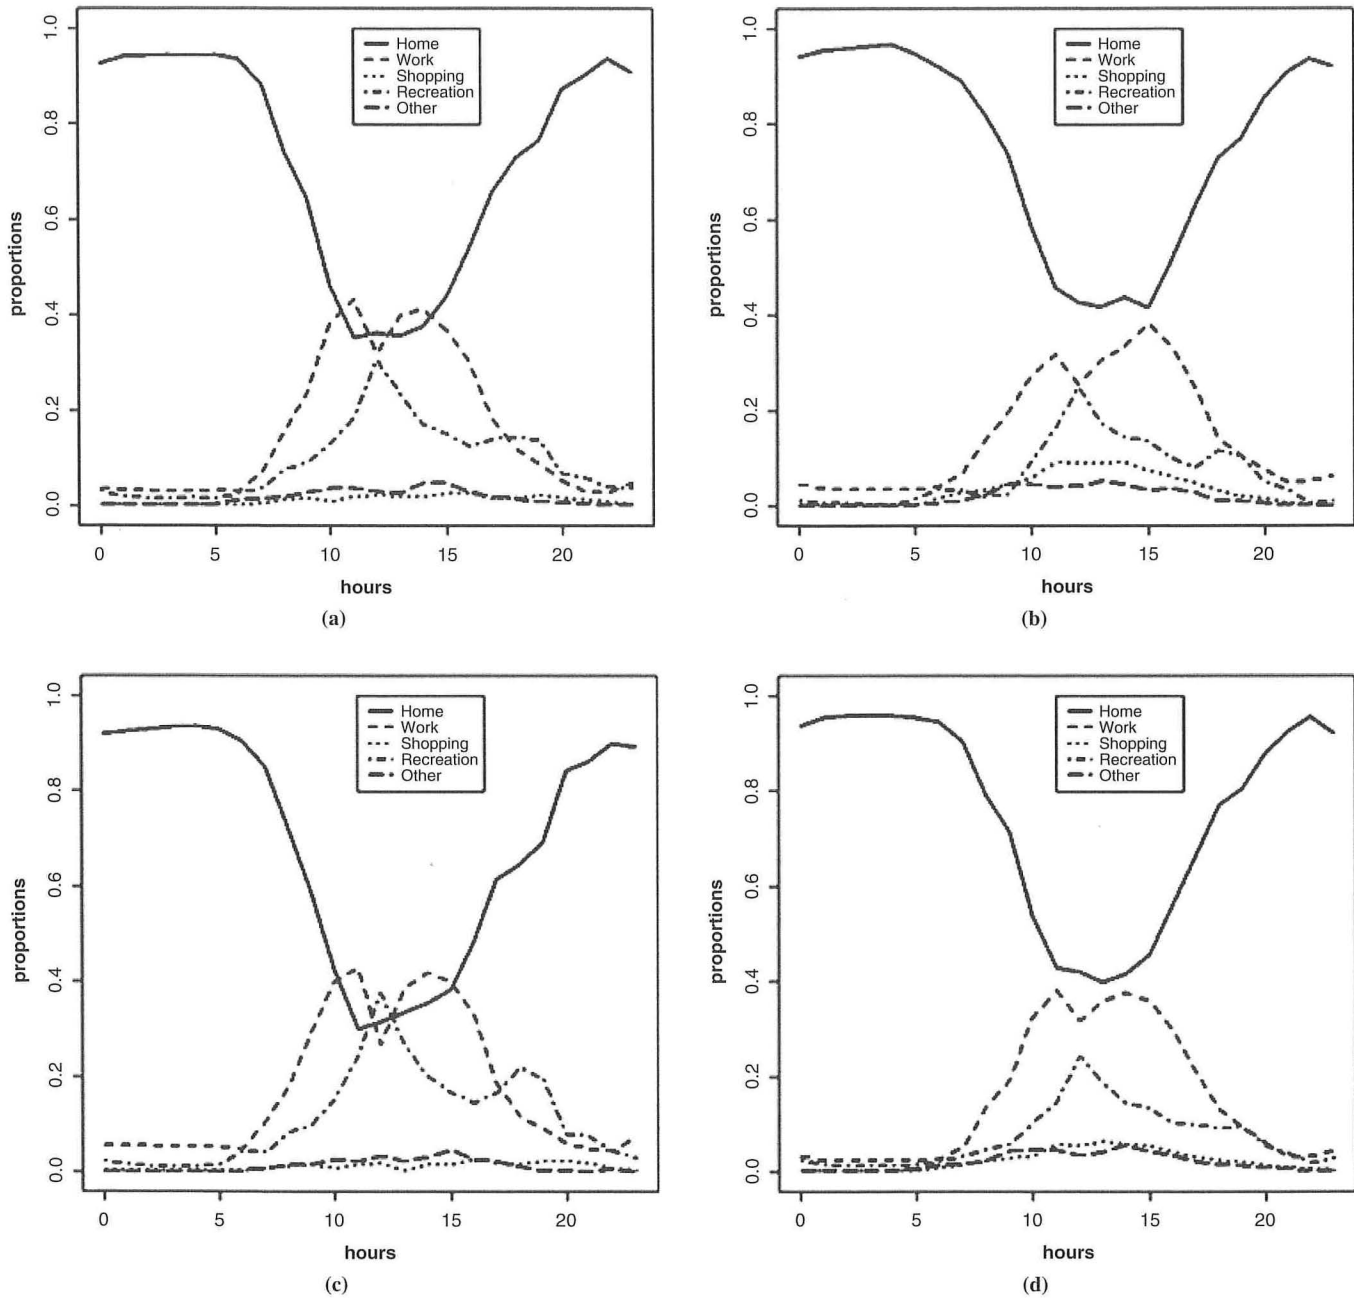 1.0
0.8
0.6
0.4
0.2
0.0
proportions
Home
Work
Shopping
Recreation
Other
0 5 10 15 20
hours
(a)
1.0
0.8
0.6
0.4
0.2
0.0
proportions
Home
Work
Shopping
Recreation
Other
0 5 10 15 20
hours
(b)
1.0
0.8
0.6
0.4
0.2
0.0
proportions
Home
Work
Shopping
Recreation
Other
0 5 10 15 20
hours
(c)
1.0
0.8
0.6
0.4
0.2
0.0
proportions
Home
Work
Shopping
Recreation
Other
0 5 10 15 20
hours
(d)